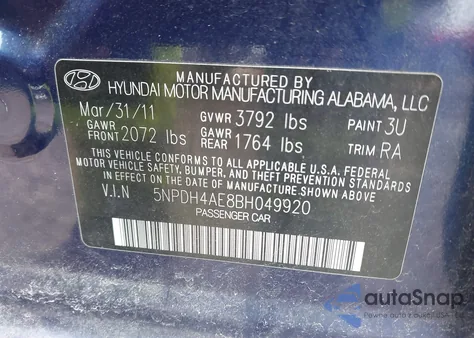 MANUFACTURED BY
HYUNDAI MOTOR MANUFACTURING ALABAMA, LLC
Mar/31/11 GVWR 3792 lbs PAINT 3U
GAWR FRONT 2072 lbs GAWR REAR 1764 lbs TRIM RA
THIS VEHICLE CONFORMS TO ALL APPLICABLE U.S.A. FEDERAL
MOTOR VEHICLE SAFETY, BUMPER, AND THEFT PREVENTION
STANDARDS IN EFFECT ON THE DATE OF MANUFACTURE SHOWN ABOVE
V.I.N 5NPDH4AE8BH049920
PASSENGER CAR
autoSnap